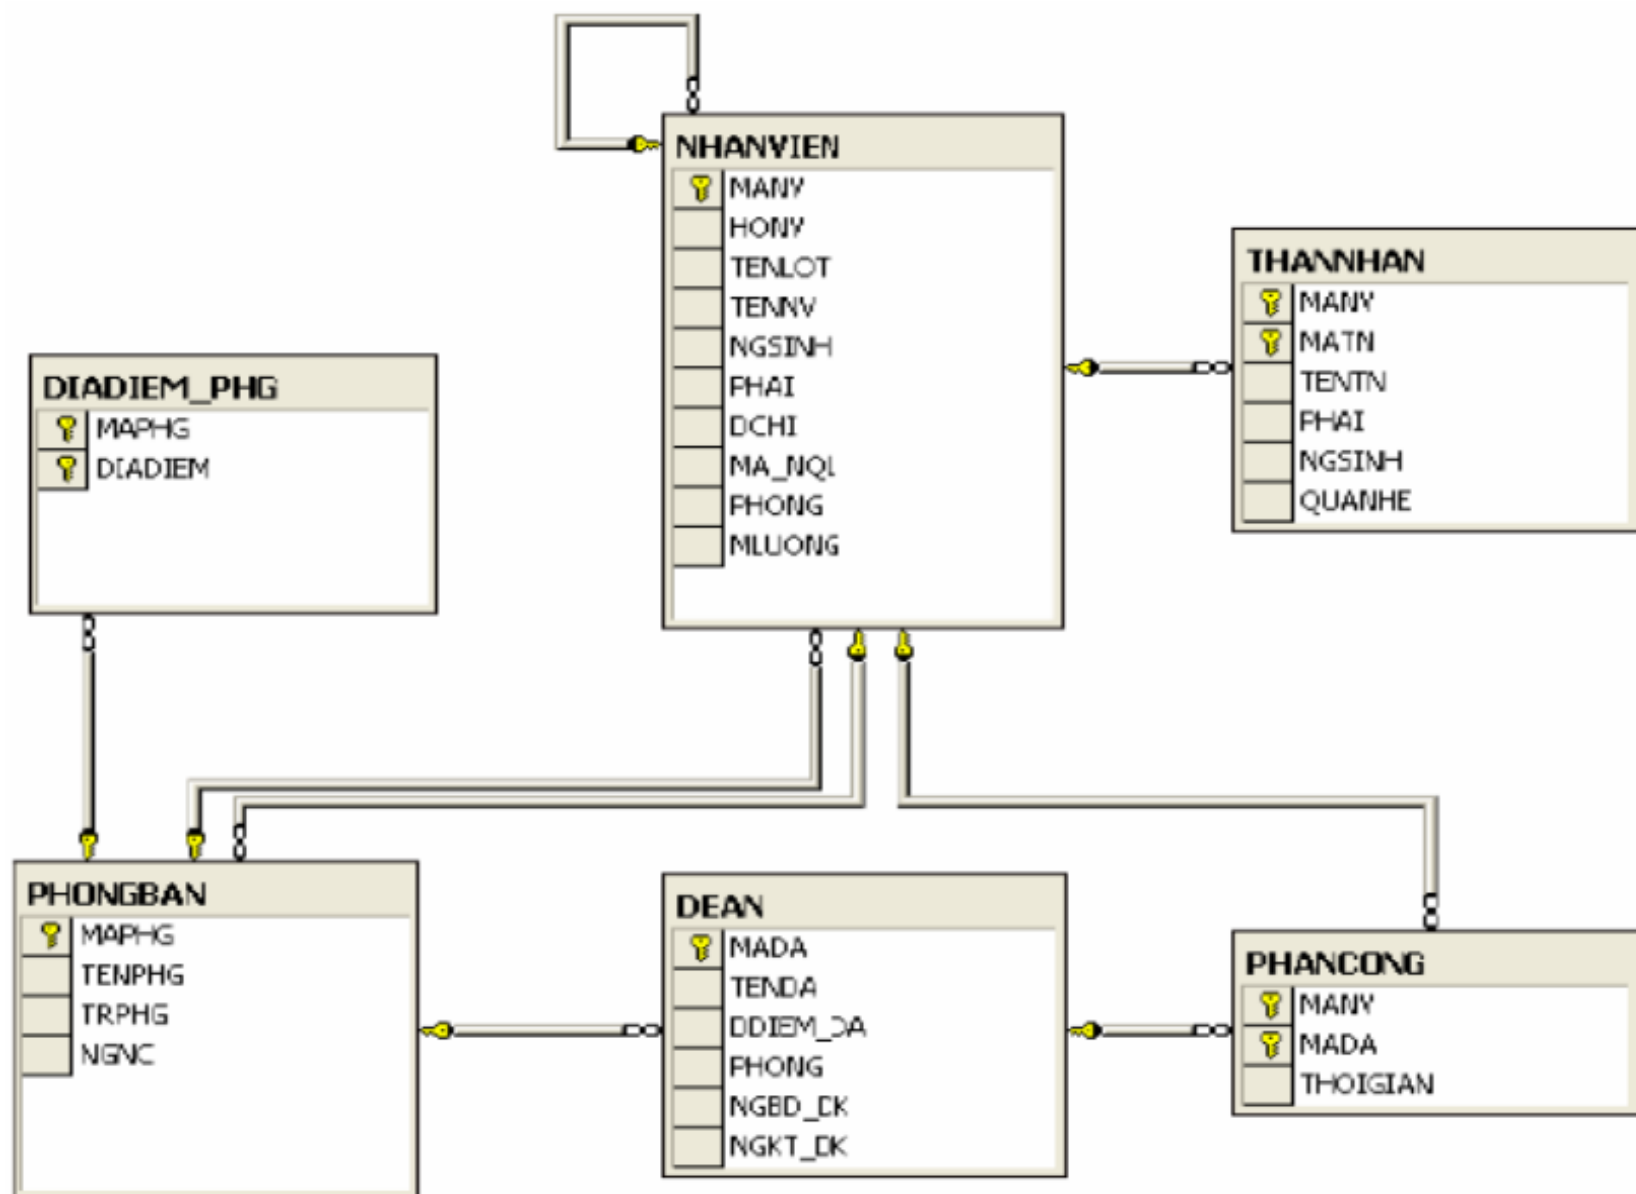 NHANVIEN
MANV
HONV
TENLOT
TENNV
NGSINH
PHAI
DCHI
MA_NQL
PHONG
MLUONG
THANNHAN
MANV
MATN
TENTN
PHAI
NGSINH
QUANHE
DIADIEM_PHG
MAPHG
DIADIEM
PHONGBAN
MAPHG
TENPHG
TRPHG
NGNC
DEAN
MADA
TENDA
DDIEM_DA
PHONG
NGBD_DK
NGKT_DK
PHANCONG
MANV
MADA
THOIGIAN